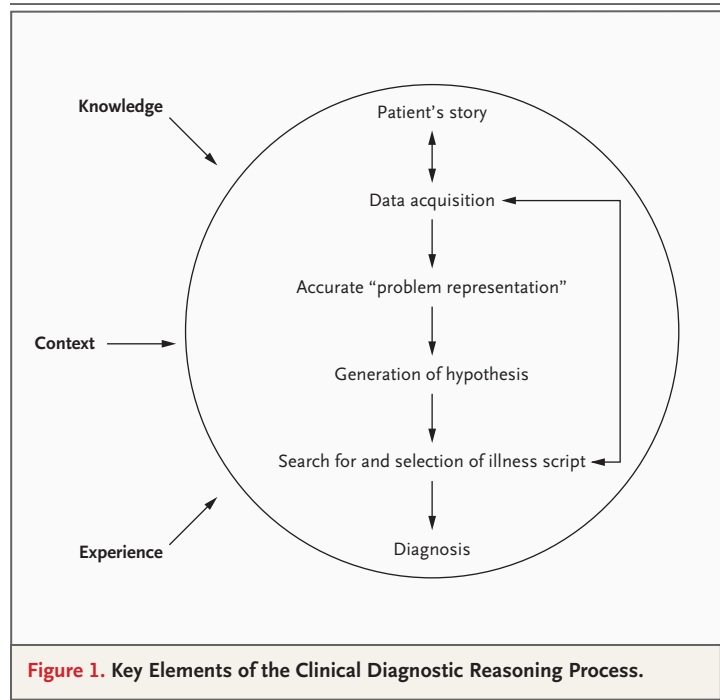 Knowledge
Patient’s story
Data acquisition
Accurate “problem representation”
Context
Generation of hypothesis
Search for and selection of illness script
Experience
Diagnosis
Figure 1. Key Elements of the Clinical Diagnostic Reasoning Process.